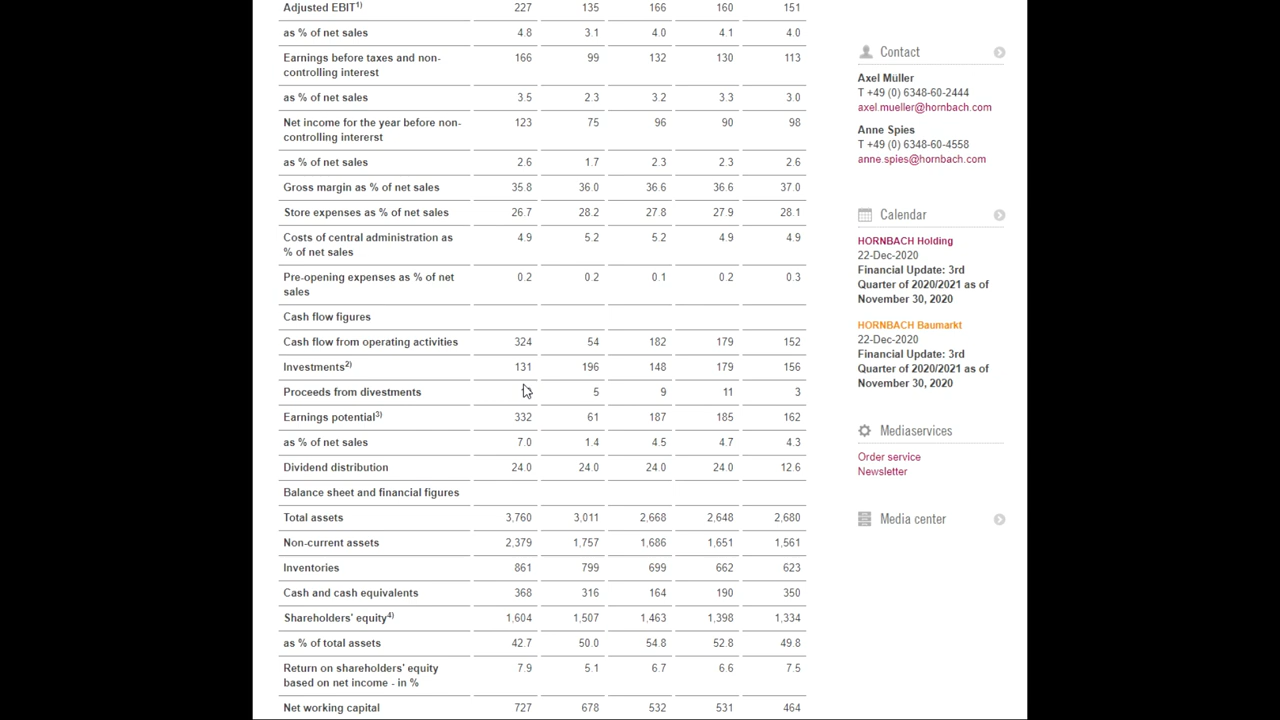 Adjusted EBIT1) 227 135 166 160 151
as % of net sales 4.8 3.1 4.0 4.1 4.0
Earnings before taxes and non-
controlling interest 166 99 132 130 113
as % of net sales 3.5 2.3 3.2 3.3 3.0
Net income for the year before non-
controlling intererst 123 75 96 90 98
as % of net sales 2.6 1.7 2.3 2.3 2.6
Gross margin as % of net sales 35.8 36.0 36.6 36.6 37.0
Store expenses as % of net sales 26.7 28.2 27.8 27.9 28.1
Costs of central administration as
% of net sales 4.9 5.2 5.2 4.9 4.9
Pre-opening expenses as % of net
sales 0.2 0.2 0.1 0.2 0.3
Cash flow figures
Cash flow from operating activities 324 54 182 179 152
Investments2) 131 196 148 179 156
Proceeds from divestments 5 9 11 3
Earnings potential3) 332 61 187 185 162
as % of net sales 7.0 1.4 4.5 4.7 4.3
Dividend distribution 24.0 24.0 24.0 24.0 12.6
Balance sheet and financial figures
Total assets 3,760 3,011 2,668 2,648 2,680
Non-current assets 2,379 1,757 1,686 1,651 1,561
Inventories 861 799 699 662 623
Cash and cash equivalents 368 316 164 190 350
Shareholders' equity4) 1,604 1,507 1,463 1,398 1,334
as % of total assets 42.7 50.0 54.8 52.8 49.8
Return on shareholders' equity
based on net income - in % 7.9 5.1 6.7 6.6 7.5
Net working capital 727 678 532 531 464
Contact
Axel Müller
T +49 (0) 6348-60-2444
axel.mueller@hornbach.com
Anne Spies
T +49 (0) 6348-60-4558
anne.spies@hornbach.com
Calendar
HORNBACH Holding
22-Dec-2020
Financial Update: 3rd
Quarter of 2020/2021 as of
November 30, 2020
HORNBACH Baumarkt
22-Dec-2020
Financial Update: 3rd
Quarter of 2020/2021 as of
November 30, 2020
Mediaservices
Order service
Newsletter
Media center